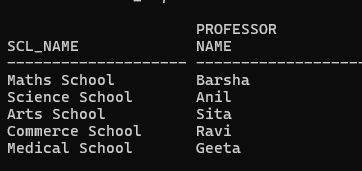 PROFESSOR
SCL_NAME NAME
-------------------- --------------------
Maths School Barsha
Science School Anil
Arts School Sita
Commerce School Ravi
Medical School Geeta